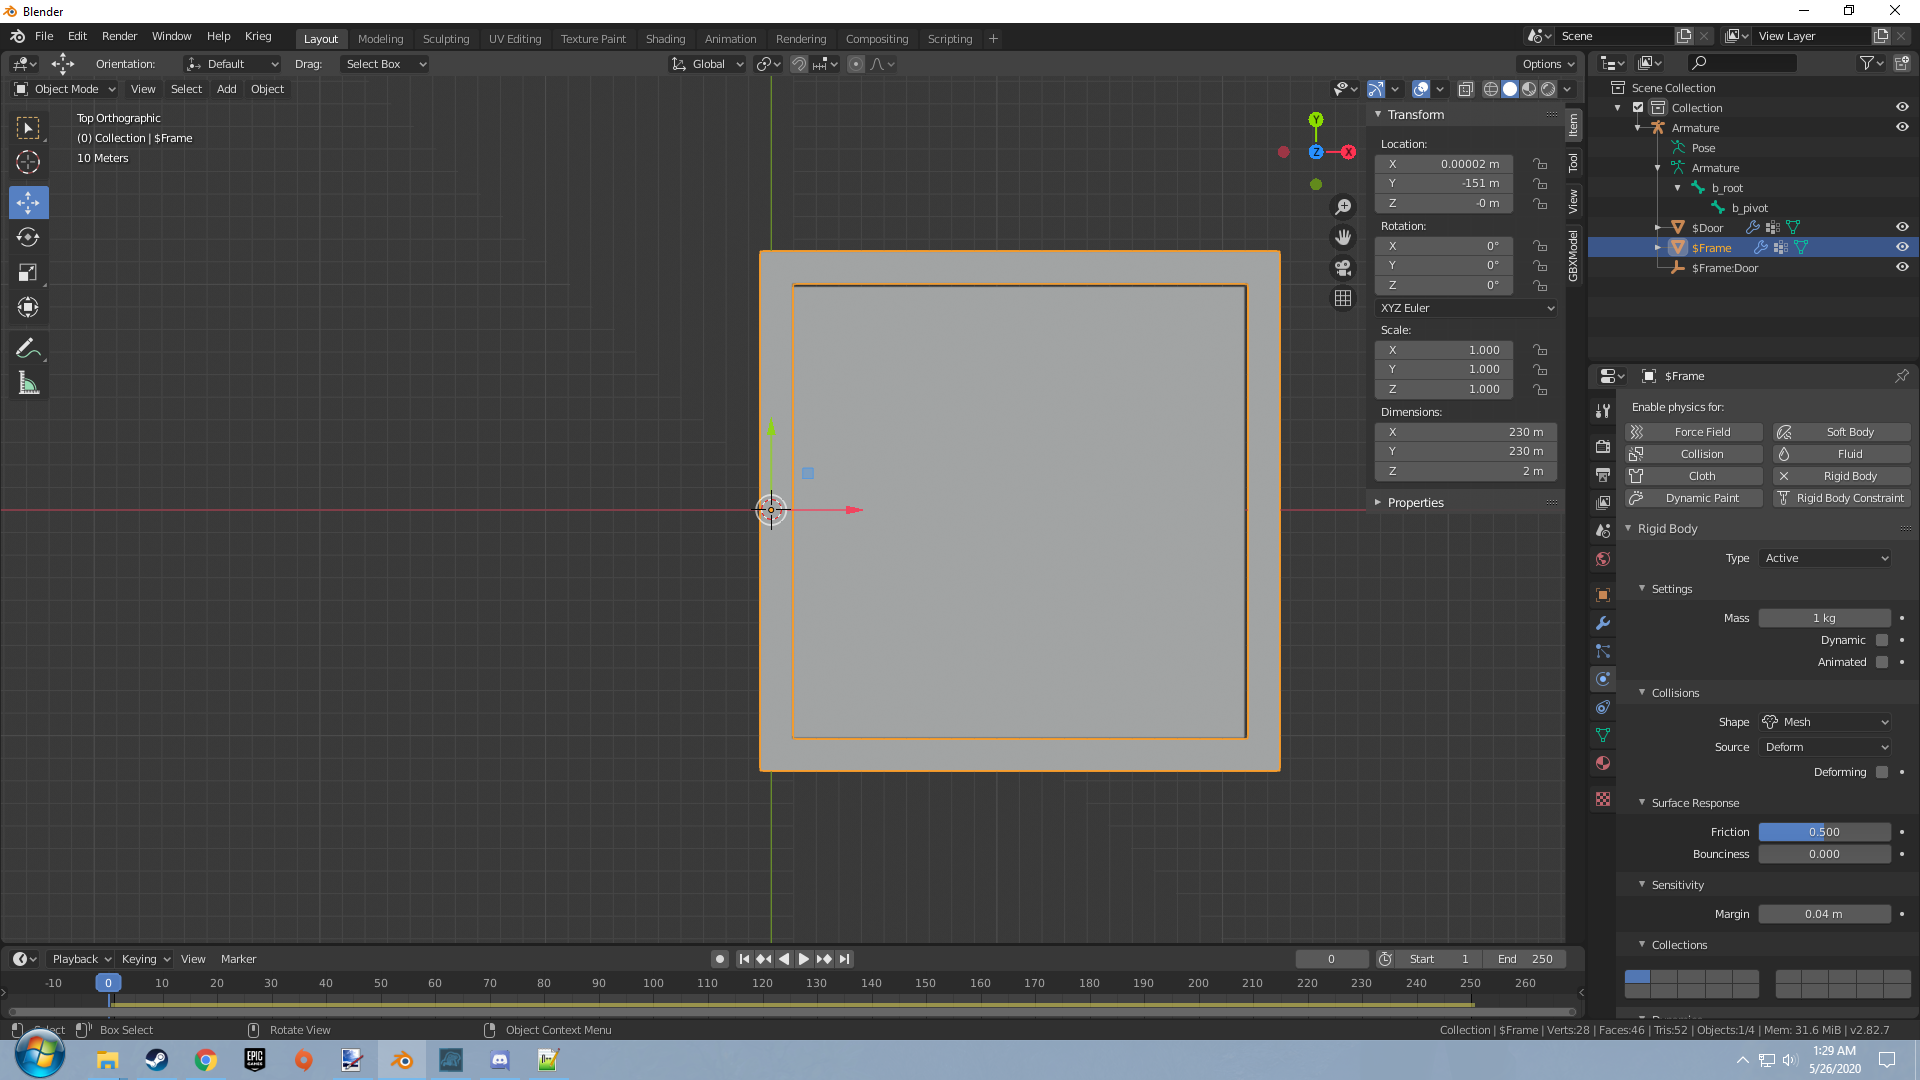 Blender
File Edit Render Window Help Krieg
Layout Modeling Sculpting UV Editing Texture Paint Shading Animation Rendering Compositing Scripting +
Scene
View Layer
Orientation: Default Drag: Select Box
Global
Options
Object Mode View Select Add Object
Top Orthographic
(0) Collection | $Frame
10 Meters
Y
Z
X
Transform
Location:
X 0.00002 m
Y -151 m
Z -0 m
Rotation:
X 0°
Y 0°
Z 0°
XYZ Euler
Scale:
X 1.000
Y 1.000
Z 1.000
Dimensions:
X 230 m
Y 230 m
Z 2 m
Properties
Item
Tool
View
GBXModel
Scene Collection
Collection
Armature
Pose
Armature
b_root
b_pivot
$Door
$Frame
$Frame:Door
$Frame
Enable physics for:
Force Field Soft Body
Collision Fluid
Cloth Rigid Body
Dynamic Paint Rigid Body Constraint
Rigid Body
Type Active
Settings
Mass 1 kg
Dynamic
Animated
Collisions
Shape Mesh
Source Deform
Deforming
Surface Response
Friction 0.500
Bounciness 0.000
Sensitivity
Margin 0.04 m
Collections
Playback Keying View Marker
0 Start 1 End 250
-10 0 10 20 30 40 50 60 70 80 90 100 110 120 130 140 150 160 170 180 190 200 210 220 230 240 250 260
Select Box Select Rotate View Object Context Menu
Collection | $Frame | Verts:28 | Faces:46 | Tris:52 | Objects:1/4 | Mem: 31.6 MiB | v2.82.7
EPIC GAMES
1:29 AM
5/26/2020